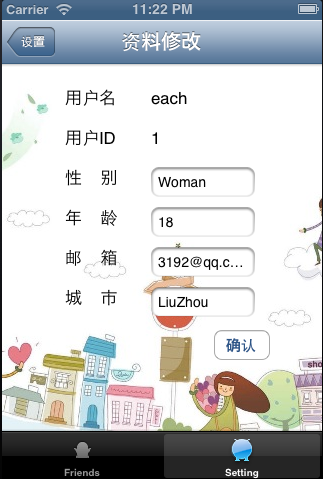 Carrier 11:22 PM
设置 资料修改
用户名 each
用户ID 1
性 别 Woman
年 龄 18
邮 箱 3192@qq.c...
城 市 LiuZhou
确认
sho
Friends Setting